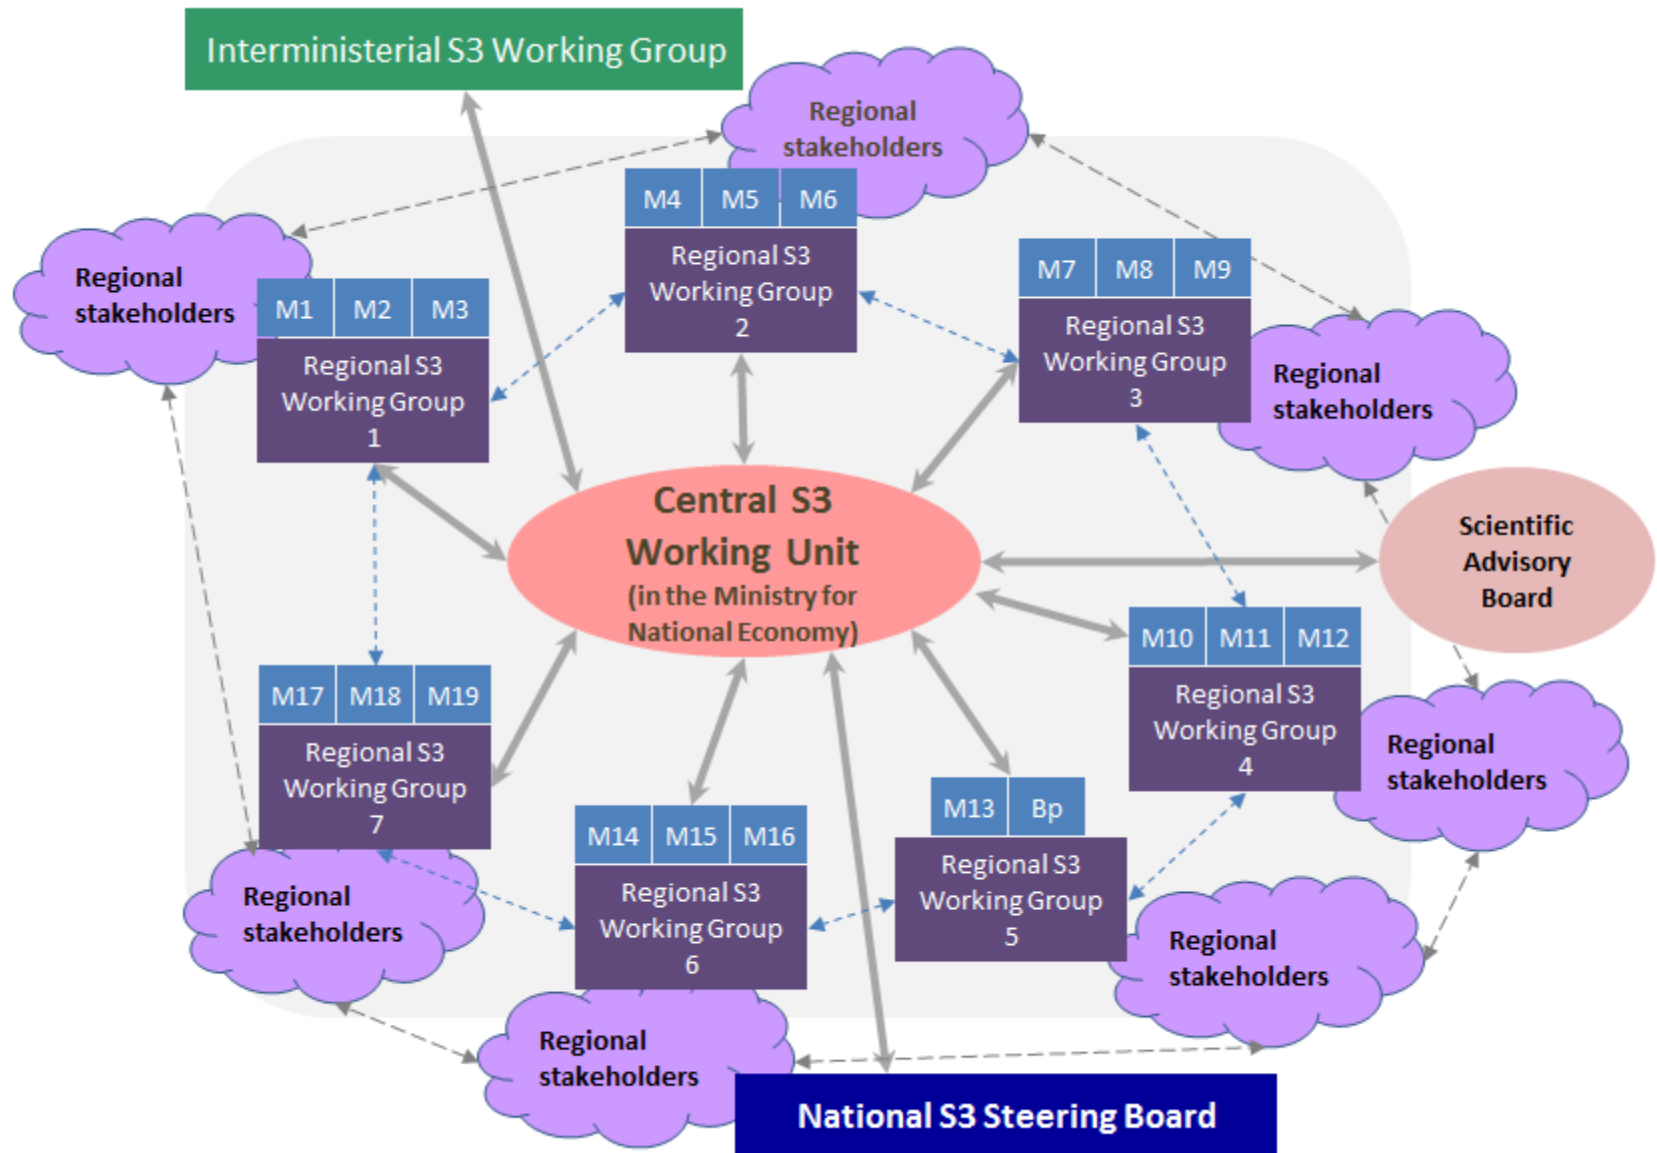 Interministerial S3 Working Group
Regional
stakeholders
M4 M5 M6
Regional S3
Working Group
2
Regional
stakeholders
M1 M2 M3
Regional S3
Working Group
1
M7 M8 M9
Regional S3
Working Group
3
Regional
stakeholders
Central S3
Working Unit
(in the Ministry for
National Economy)
Scientific
Advisory
Board
M10 M11 M12
Regional S3
Working Group
4
Regional
stakeholders
M17 M18 M19
Regional S3
Working Group
7
Regional
stakeholders
M14 M15 M16
Regional S3
Working Group
6
Regional
stakeholders
M13 Bp
Regional S3
Working Group
5
Regional
stakeholders
National S3 Steering Board